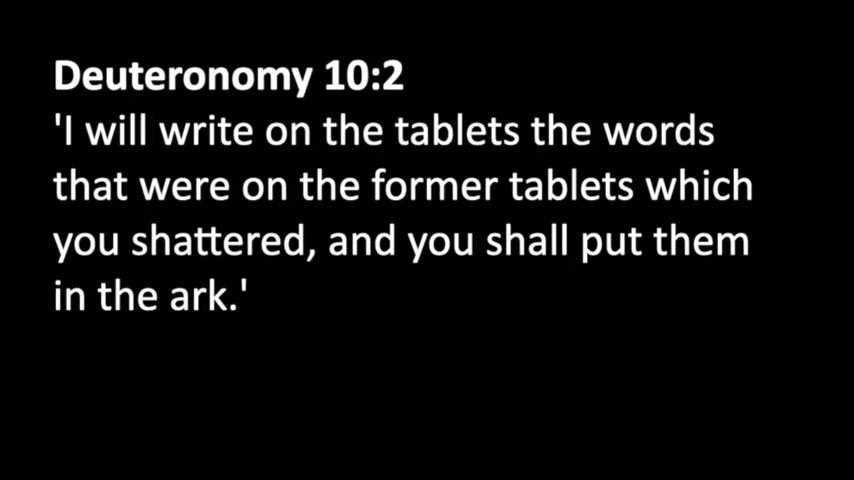 Deuteronomy 10:2
'I will write on the tablets the words
that were on the former tablets which
you shattered, and you shall put them
in the ark.'